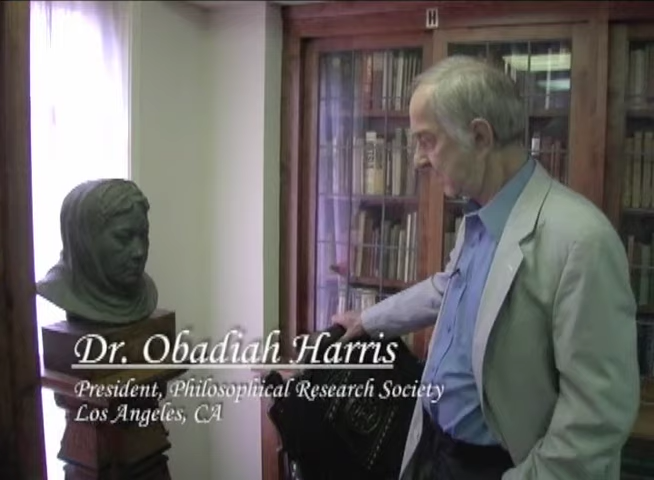 H
Dr. Obadiah Harris
President, Philosophical Research Society
Los Angeles, CA